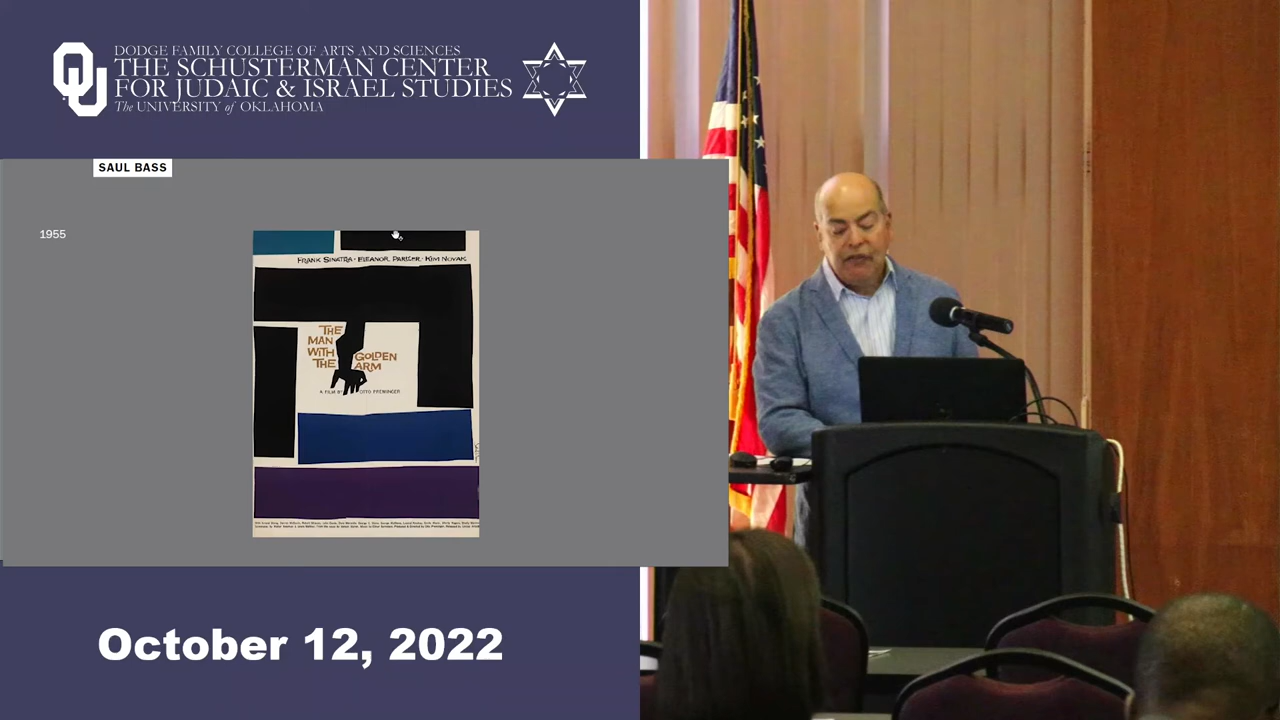 OU
DODGE FAMILY COLLEGE OF ARTS AND SCIENCES
THE SCHUSTERMAN CENTER
FOR JUDAIC & ISRAEL STUDIES
The UNIVERSITY of OKLAHOMA
SAUL BASS
1955
FRANK SINATRA · ELEANOR PARKER · KIM NOVAK
THE
MAN
WITH GOLDEN
THE ARM
A FILM BY OTTO PREMINGER
October 12, 2022